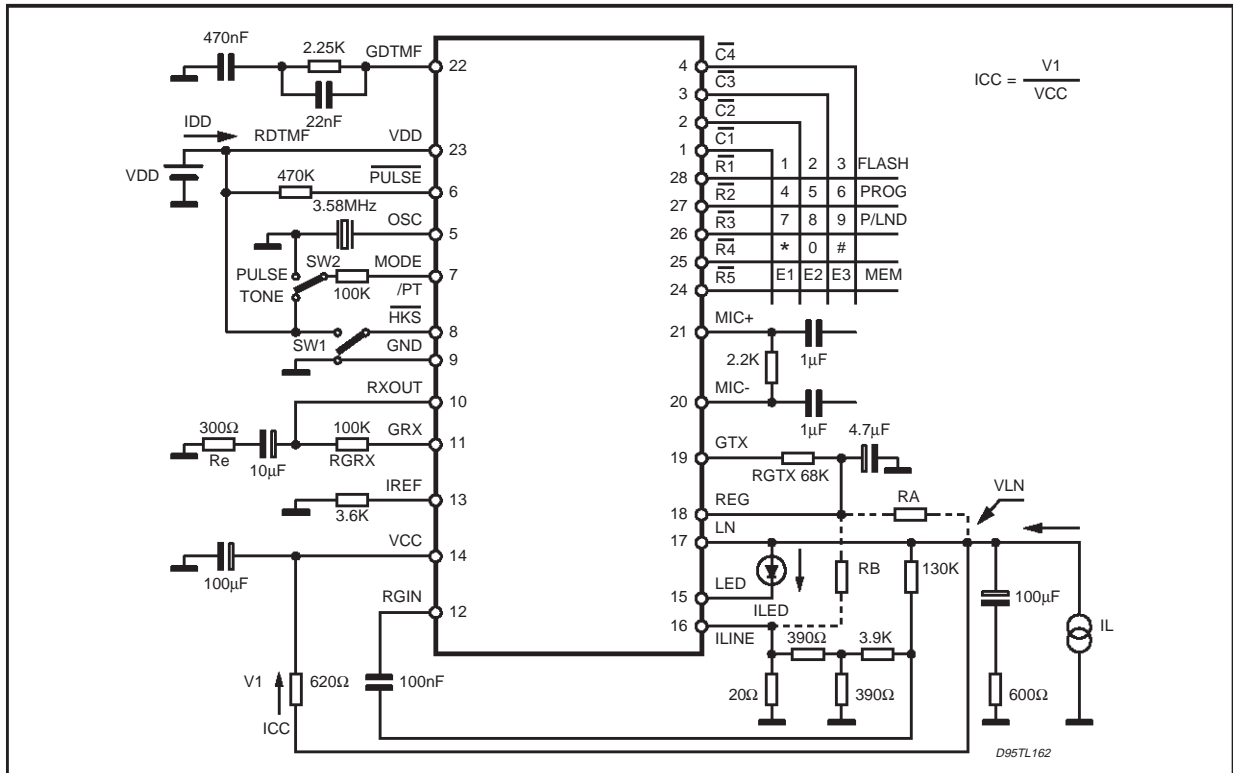 470nF
2.25K
GDTMF
22
22nF
IDD
RDTMF
VDD
23
VDD
470K
PULSE
6
3.58MHz
OSC
5
PULSE
SW2
MODE
7
TONE
100K
/PT
HKS
8
SW1
GND
9
RXOUT
10
300Ω
100K
GRX
11
Re
10µF
RGRX
IREF
13
3.6K
VCC
14
100µF
RGIN
12
V1
620Ω
100nF
ICC
4
C4
3
C3
2
C2
1
C1
1 2 3 FLASH
28
R1
4 5 6 PROG
27
R2
7 8 9 P/LND
26
R3
* 0 #
25
R4
E1 E2 E3 MEM
24
R5
21
MIC+
2.2K
1µF
20
MIC-
1µF
4.7µF
19
GTX
RGTX 68K
18
REG
RA
VLN
17
LN
LED
RB
130K
15
ILED
100µF
IL
16
ILINE
390Ω
3.9K
20Ω
390Ω
600Ω
ICC =
V1
VCC
D95TL162